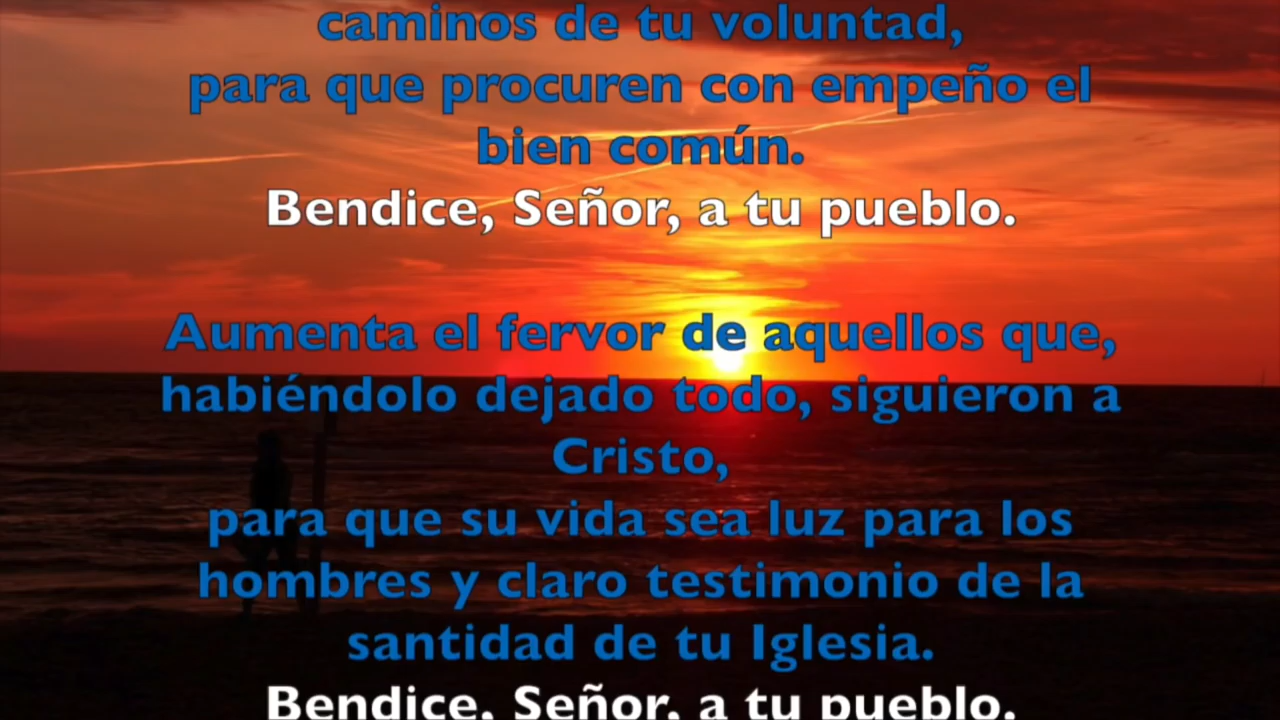 caminos de tu voluntad,
para que procuren con empeño el
bien común.
Bendice, Señor, a tu pueblo.
Aumenta el fervor de aquellos que,
habiéndolo dejado todo, siguieron a
Cristo,
para que su vida sea luz para los
hombres y claro testimonio de la
santidad de tu Iglesia.
Bendice, Señor, a tu pueblo.